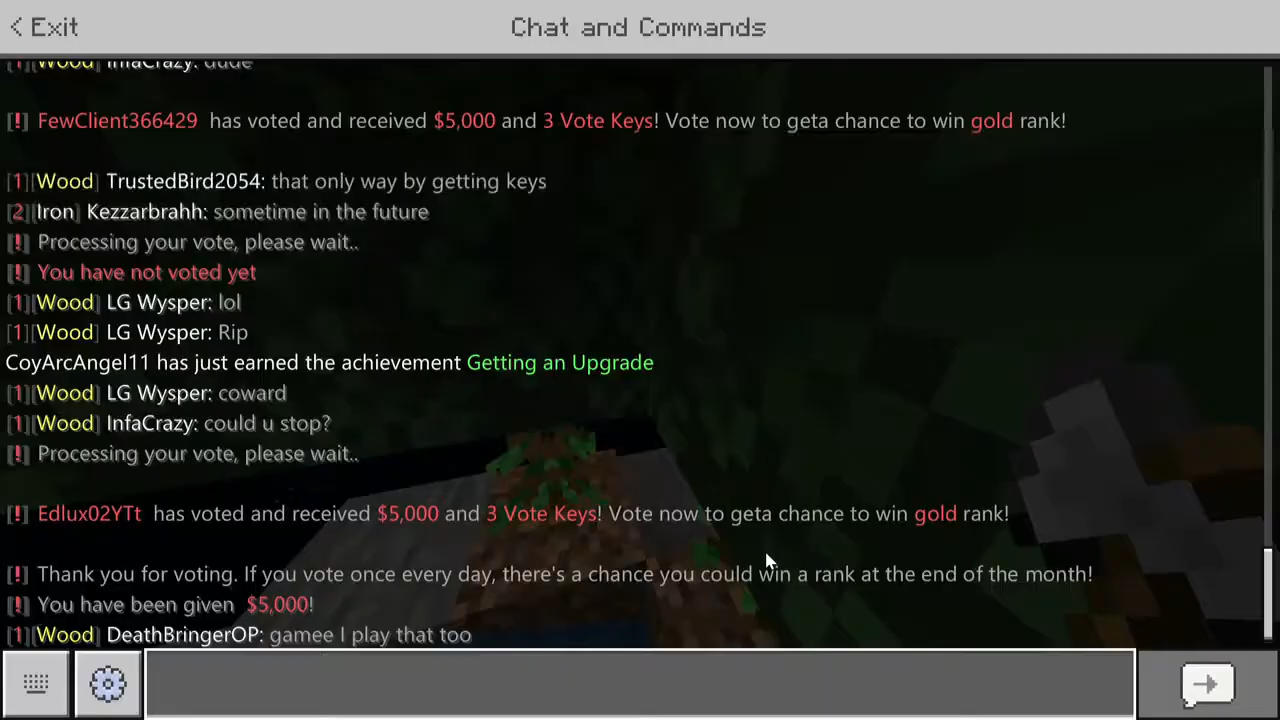 < Exit
Chat and Commands
[1][Wood] InfaCrazy: dude
[!] FewClient366429 has voted and received $5,000 and 3 Vote Keys! Vote now to geta chance to win gold rank!
[1][Wood] TrustedBird2054: that only way by getting keys
[2][Iron] Kezzarbrahh: sometime in the future
[!] Processing your vote, please wait..
[!] You have not voted yet
[1][Wood] LG Wysper: lol
[1][Wood] LG Wysper: Rip
CoyArcAngel11 has just earned the achievement Getting an Upgrade
[1][Wood] LG Wysper: coward
[1][Wood] InfaCrazy: could u stop?
[!] Processing your vote, please wait..
[!] Edlux02YTt has voted and received $5,000 and 3 Vote Keys! Vote now to geta chance to win gold rank!
[!] Thank you for voting. If you vote once every day, there's a chance you could win a rank at the end of the month!
[!] You have been given $5,000!
[1][Wood] DeathBringerOP: gamee I play that too